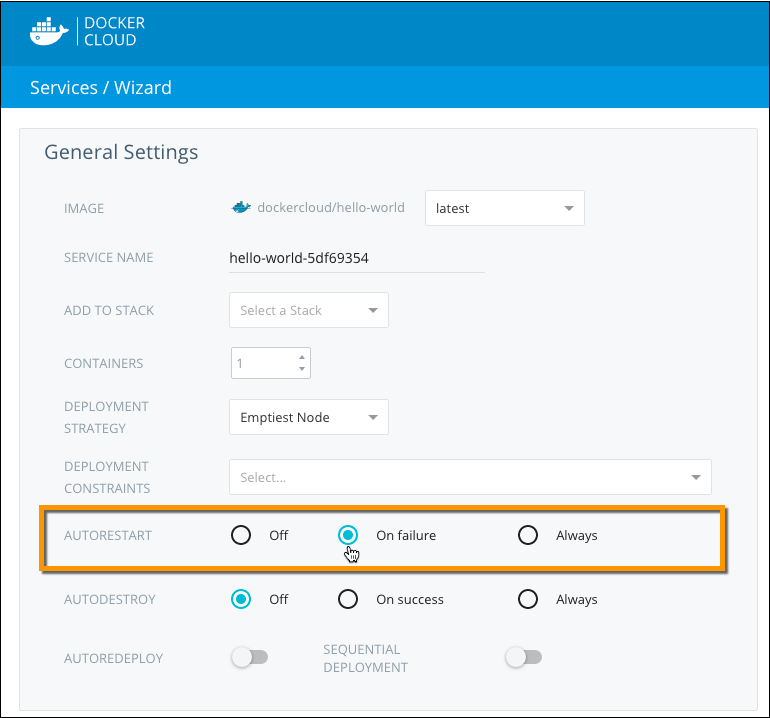 DOCKER
CLOUD
Services / Wizard
General Settings
IMAGE dockercloud/hello-world latest
SERVICE NAME hello-world-5df69354
ADD TO STACK Select a Stack
CONTAINERS 1
DEPLOYMENT
STRATEGY
Emptiest Node
DEPLOYMENT
CONSTRAINTS
Select...
AUTORESTART Off On failure Always
AUTODESTROY Off On success Always
AUTOREDEPLOY
SEQUENTIAL
DEPLOYMENT